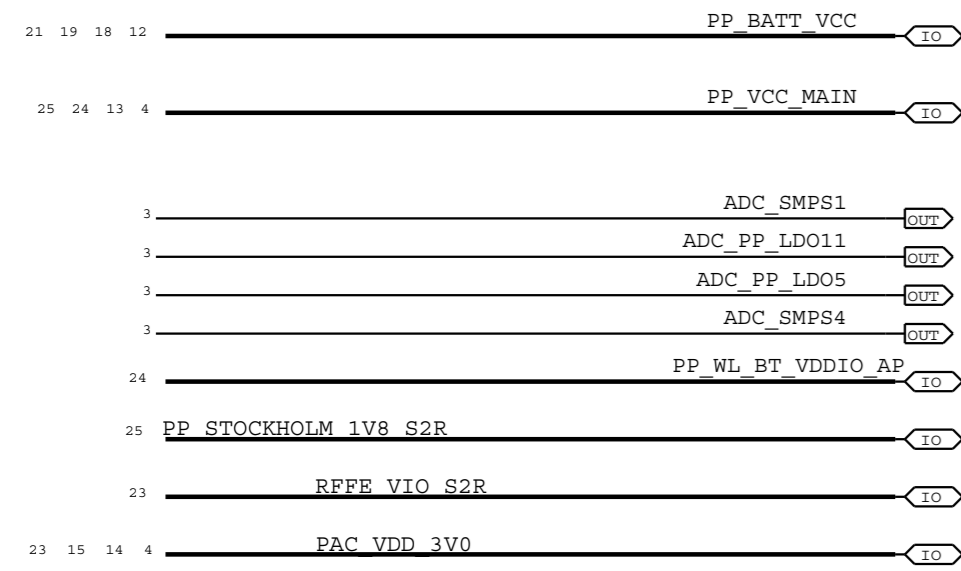 21 19 18 12 PP_BATT_VCC IO
25 24 13 4 PP_VCC_MAIN IO
3 ADC_SMPS1 OUT
3 ADC_PP_LDO11 OUT
3 ADC_PP_LDO5 OUT
3 ADC_SMPS4 OUT
24 PP_WL_BT_VDDIO_AP IO
25 PP_STOCKHOLM_1V8_S2R IO
23 RFFE_VIO_S2R IO
23 15 14 4 PAC_VDD_3V0 IO